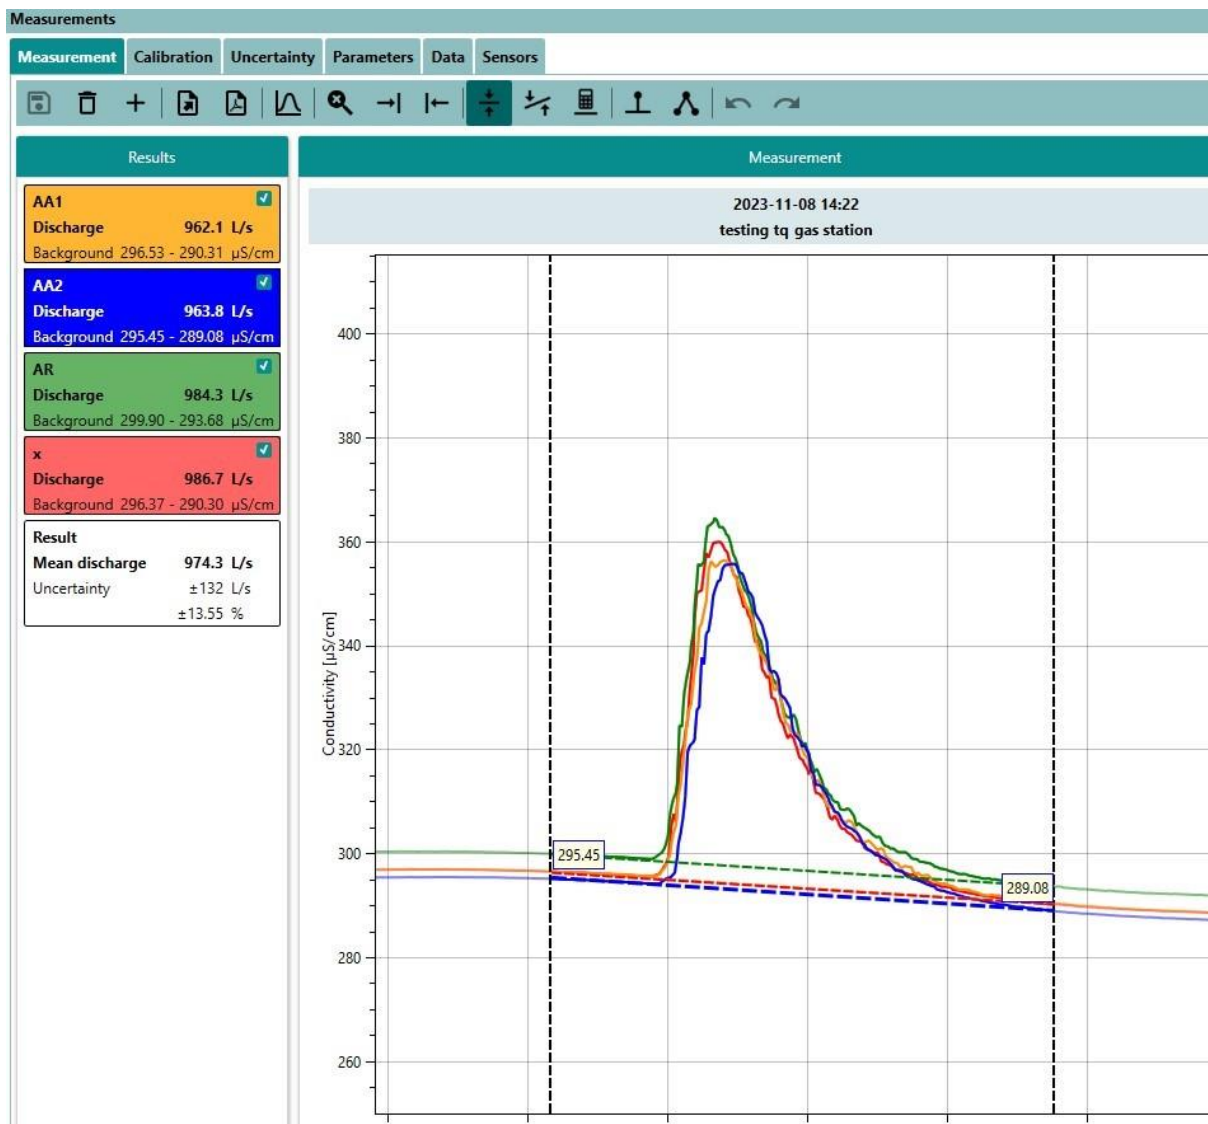 Measurements
Measurement Calibration Uncertainty Parameters Data Sensors
Results
AA1
Discharge 962.1 L/s
Background 296.53 - 290.31 µS/cm
AA2
Discharge 963.8 L/s
Background 295.45 - 289.08 µS/cm
AR
Discharge 984.3 L/s
Background 299.90 - 293.68 µS/cm
x
Discharge 986.7 L/s
Background 296.37 - 290.30 µS/cm
Result
Mean discharge 974.3 L/s
Uncertainty ±132 L/s
±13.55 %
Measurement
2023-11-08 14:22
testing tq gas station
Conductivity [µS/cm]
400
380
360
340
320
300
280
260
295.45
289.08